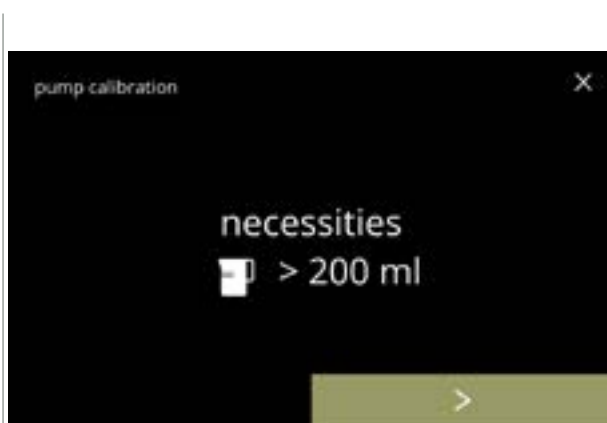 pump calibration
necessities
> 200 ml
>